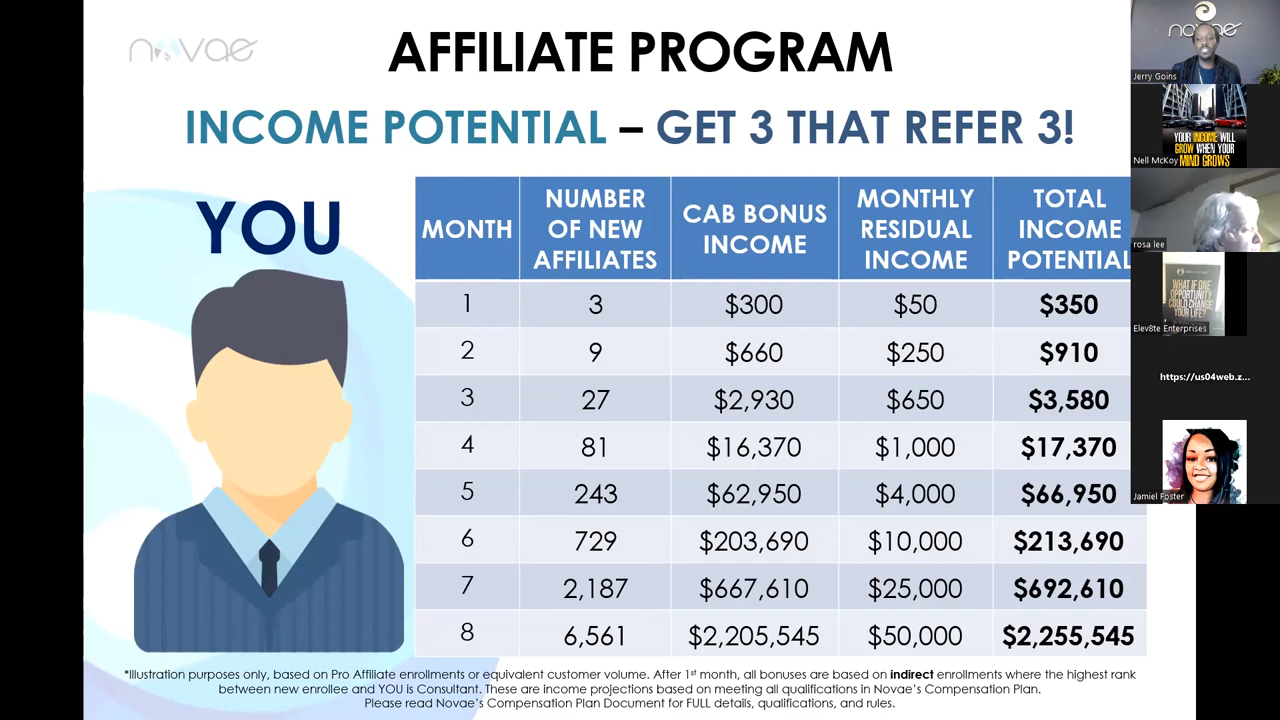 novae
AFFILIATE PROGRAM
INCOME POTENTIAL – GET 3 THAT REFER 3!
YOU
MONTH
NUMBER OF NEW AFFILIATES
CAB BONUS INCOME
MONTHLY RESIDUAL INCOME
TOTAL INCOME POTENTIAL
1 3 $300 $50 $350
2 9 $660 $250 $910
3 27 $2,930 $650 $3,580
4 81 $16,370 $1,000 $17,370
5 243 $62,950 $4,000 $66,950
6 729 $203,690 $10,000 $213,690
7 2,187 $667,610 $25,000 $692,610
8 6,561 $2,205,545 $50,000 $2,255,545
*Illustration purposes only, based on Pro Affiliate enrollments or equivalent customer volume. After 1st month, all bonuses are based on indirect enrollments where the highest rank
between new enrollee and YOU is Consultant. These are income projections based on meeting all qualifications in Novae's Compensation Plan.
Please read Novae's Compensation Plan Document for FULL details, qualifications, and rules.
novae
Jerry Goins
YOUR INCOME WILL
GROW WHEN YOUR
MIND GROWS
Nell McKoy
rosa lee
WHAT IF ONE
OPPORTUNITY
COULD CHANGE
YOUR LIFE?
Elev8te Enterprises
https://us04web.z...
Jamiel Foster